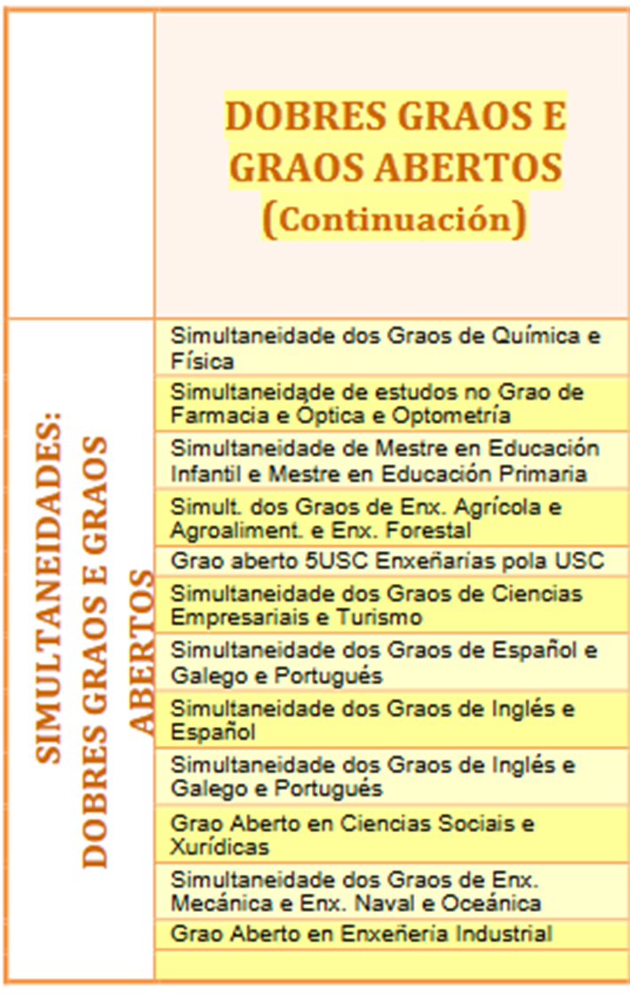 DOBRES GRAOS E
GRAOS ABERTOS
(Continuación)
SIMULTANEIDADES:
DOBRES GRAOS E GRAOS
ABERTOS
Simultaneidade dos Graos de Química e
Física
Simultaneidade de estudos no Grao de
Farmacia e Óptica e Optometría
Simultaneidade de Mestre en Educación
Infantil e Mestre en Educación Primaria
Simult. dos Graos de Enx. Agrícola e
Agroaliment. e Enx. Forestal
Grao aberto 5USC Enxeñarías pola USC
Simultaneidade dos Graos de Ciencias
Empresariais e Turismo
Simultaneidade dos Graos de Español e
Galego e Portugués
Simultaneidade dos Graos de Inglés e
Español
Simultaneidade dos Graos de Inglés e
Galego e Portugués
Grao Aberto en Ciencias Sociais e
Xurídicas
Simultaneidade dos Graos de Enx.
Mecánica e Enx. Naval e Oceánica
Grao Aberto en Enxeñería Industrial